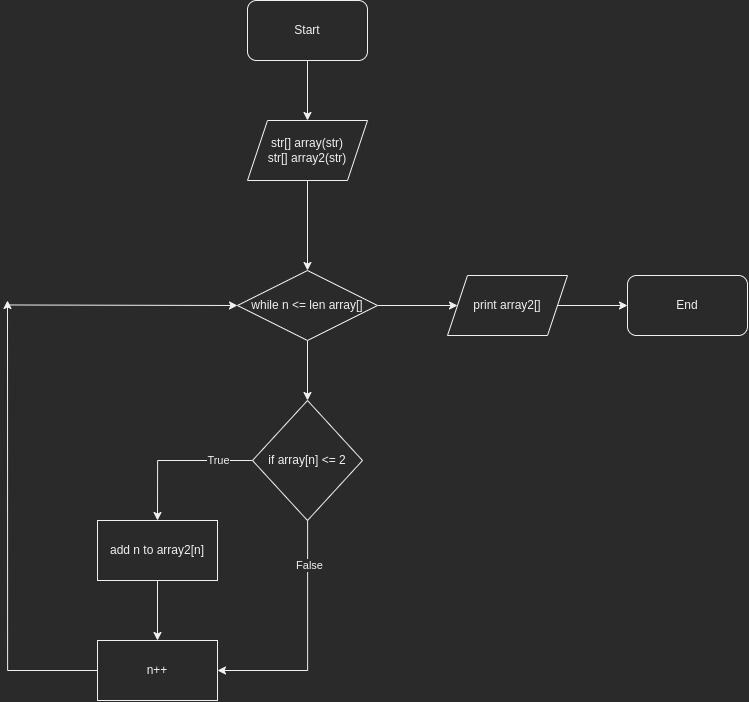 Start
str[] array(str)
str[] array2(str)
while n <= len array[]
print array2[]
End
if array[n] <= 2
True
add n to array2[n]
False
n++